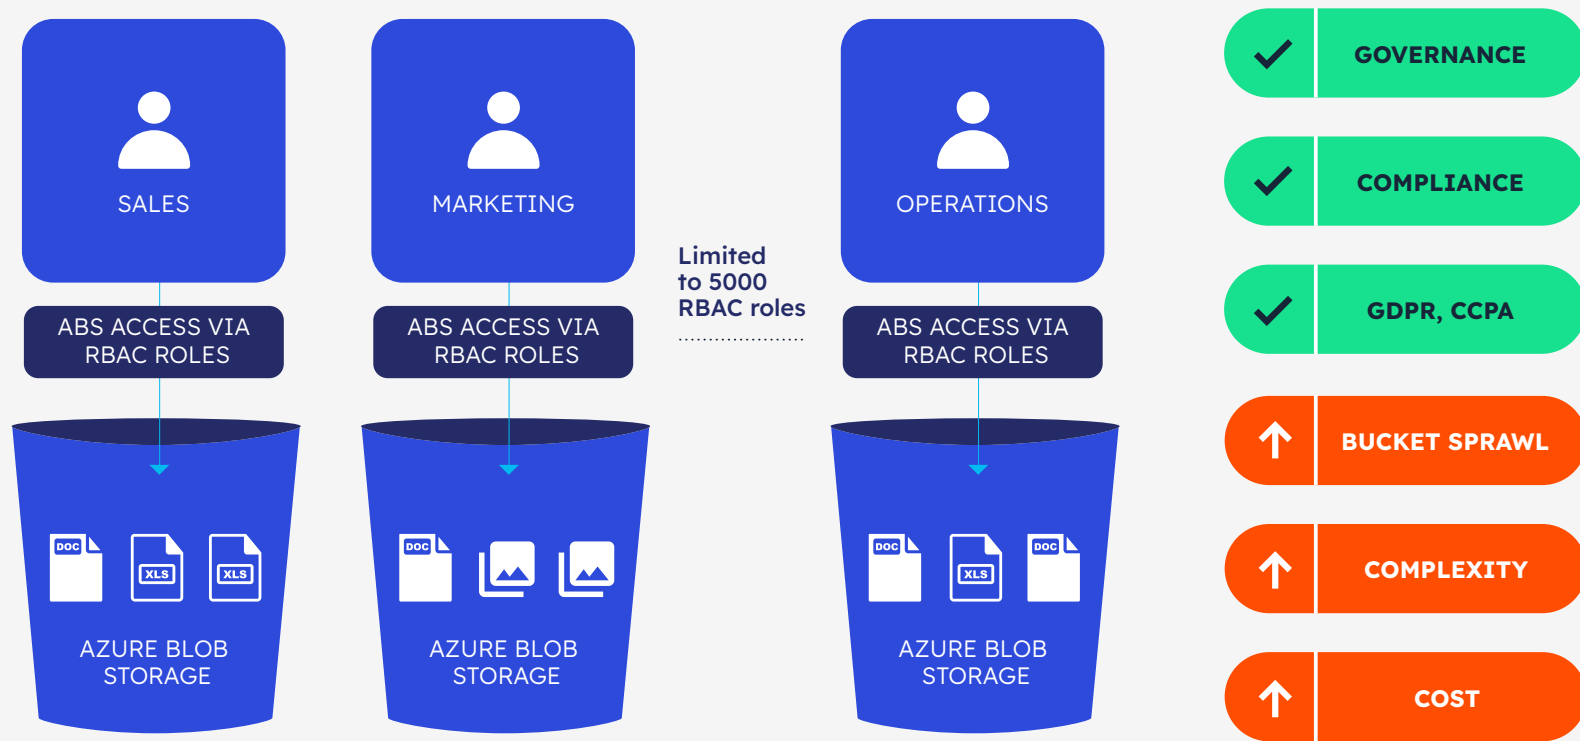 SALES
MARKETING
OPERATIONS
Limited
to 5000
RBAC roles
ABS ACCESS VIA
RBAC ROLES
ABS ACCESS VIA
RBAC ROLES
ABS ACCESS VIA
RBAC ROLES
DOC
XLS
XLS
AZURE BLOB
STORAGE
DOC
AZURE BLOB
STORAGE
DOC
XLS
DOC
AZURE BLOB
STORAGE
GOVERNANCE
COMPLIANCE
GDPR, CCPA
BUCKET SPRAWL
COMPLEXITY
COST